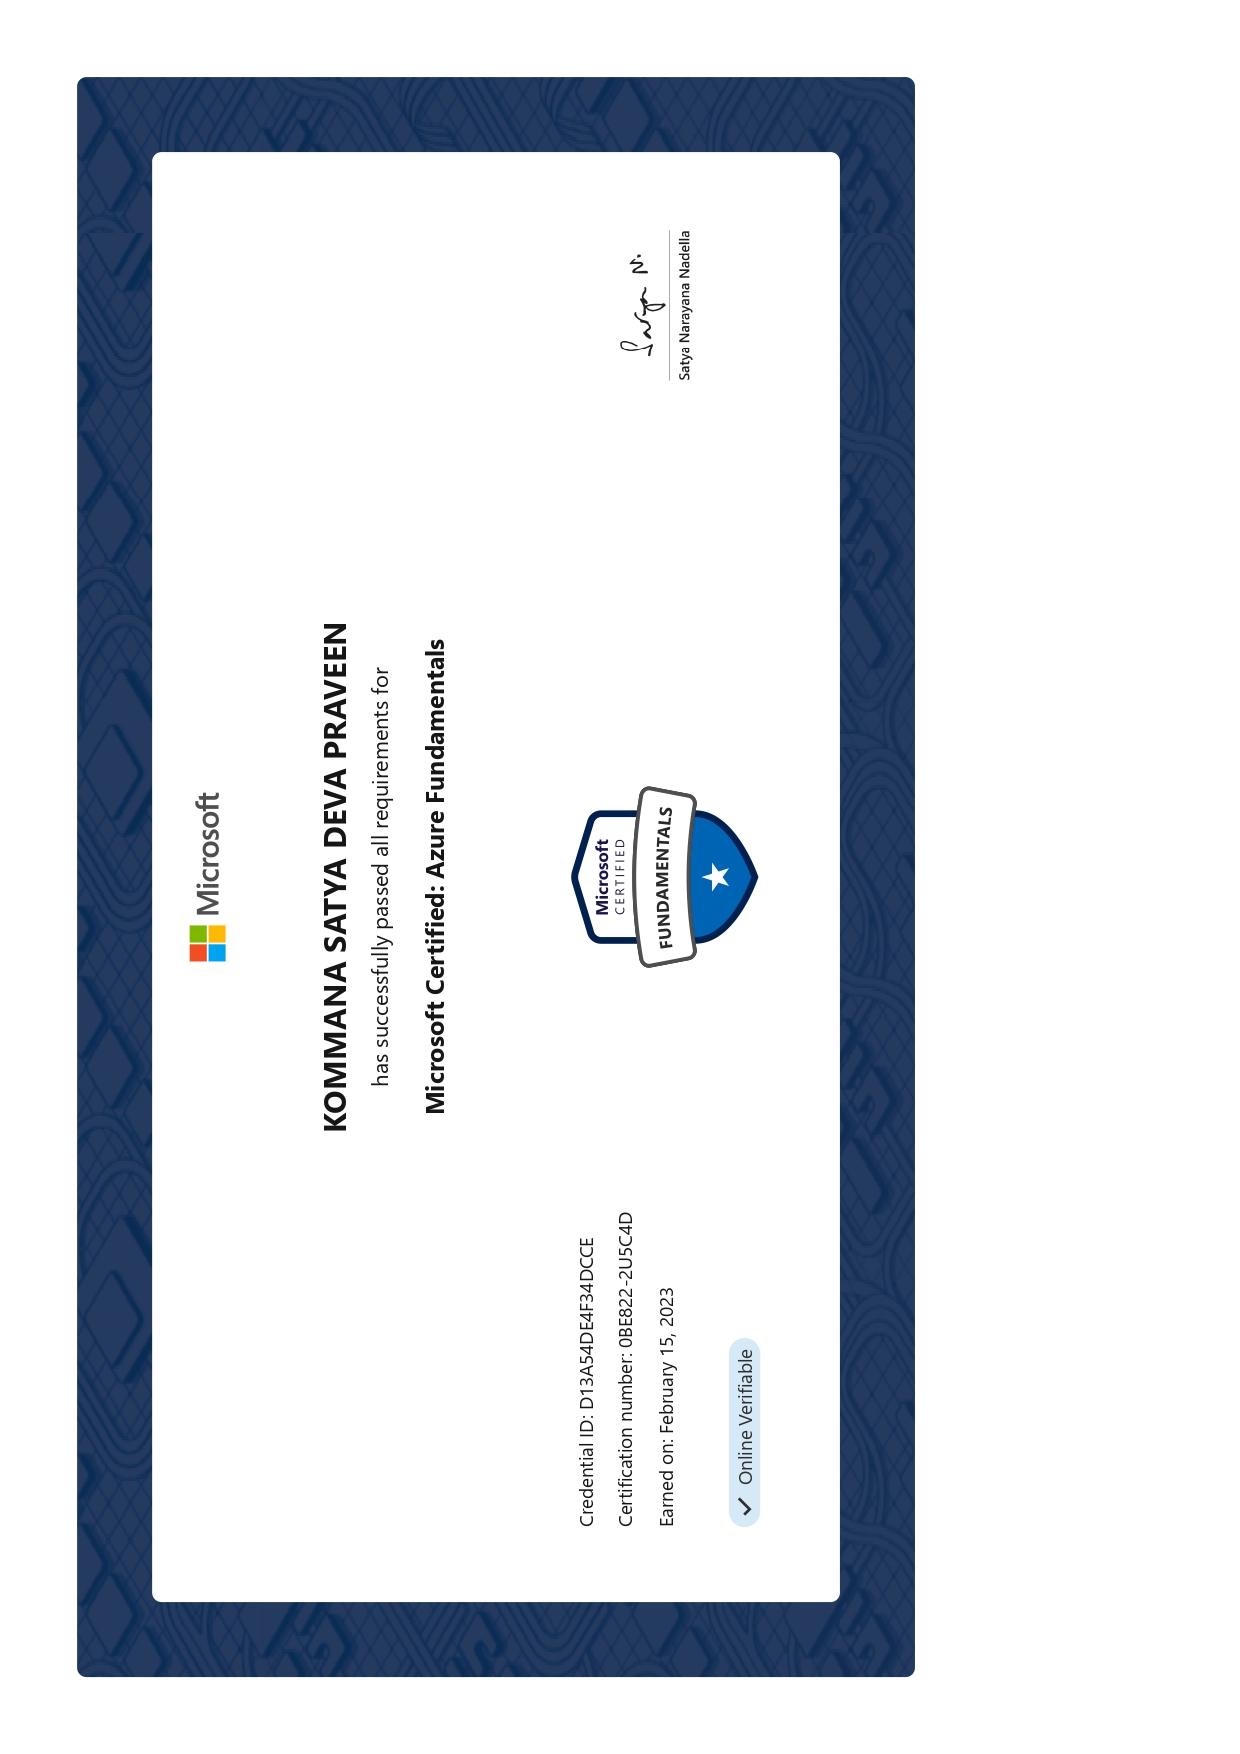 Microsoft
KOMMANA SATYA DEVA PRAVEEN
has successfully passed all requirements for
Microsoft Certified: Azure Fundamentals
Credential ID: D13A54DE4F34DCCE
Certification number: 0BE822-2U5C4D
Earned on: February 15, 2023
Online Verifiable
Microsoft
CERTIFIED
FUNDAMENTALS
Satya N.
Satya Narayana Nadella